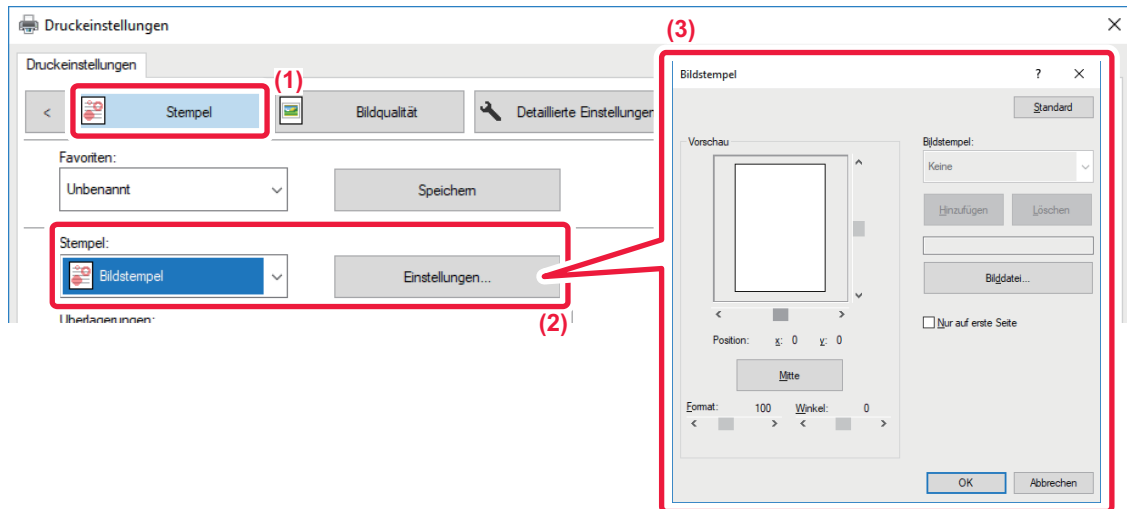 Druckeinstellungen
Druckeinstellungen
(1)
< Stempel Bildqualität Detaillierte Einstellungen
Favoriten:
Unbenannt Speichern
Stempel:
Bildstempel Einstellungen...
(2)
Überlagerungen:
(3)
Bildstempel ?
Standard
Vorschau
Position: x: 0 y: 0
Mitte
Format: 100 Winkel: 0
Bildstempel:
Keine
Hinzufügen Löschen
Bilddatei...
Nur auf erste Seite
OK Abbrechen